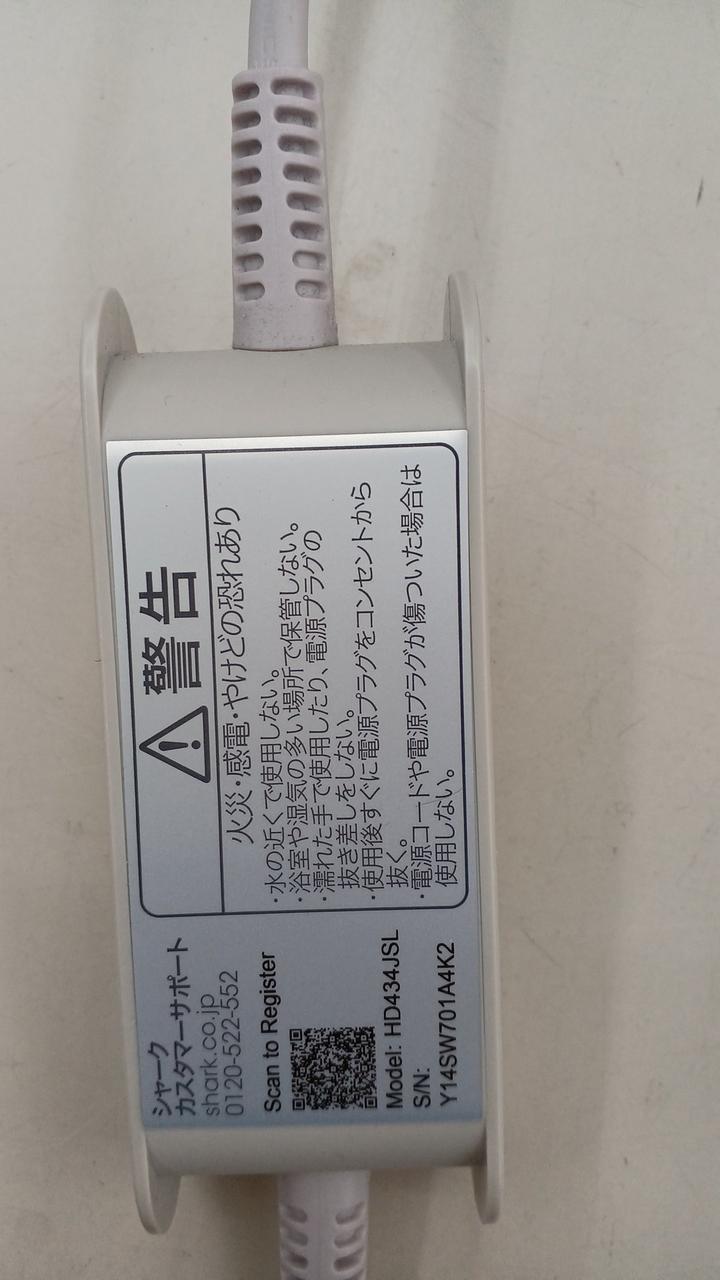 シャーク
カスタマーサポート
shark.co.jp
0120-522-552
Scan to Register
Model: HD434JSL
S/N:
Y14SW701A4K2
警告
火災・感電・やけどの恐れあり
・水の近くで使用しない。
・浴室や湿気の多い場所で保管しない。
・濡れた手で使用したり、電源プラグの
抜き差しをしない。
・使用後すぐに電源プラグをコンセントから
抜く。
・電源コードや電源プラグが傷ついた場合は
使用しない。